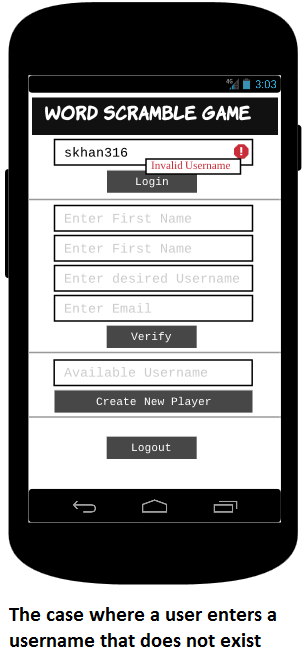 4G 3:03
WORD SCRAMBLE GAME
skhan316
Invalid Username
Login
Enter First Name
Enter First Name
Enter desired Username
Enter Email
Verify
Available Username
Create New Player
Logout
The case where a user enters a
username that does not exist